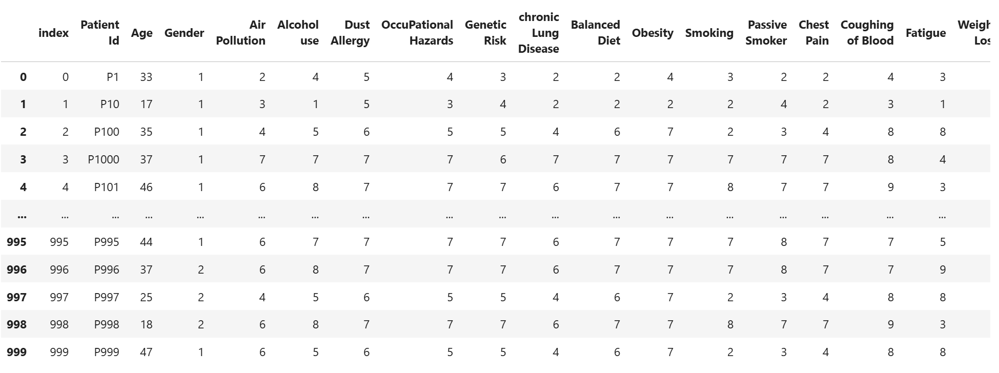 index Patient Id Age Gender Air Pollution Alcohol use Dust Allergy OccuPational Hazards Genetic Risk chronic Lung Disease Balanced Diet Obesity Smoking Passive Smoker Chest Pain Coughing of Blood Fatigue Weigh Los
0 0 P1 33 1 2 4 5 4 3 2 2 4 3 2 2 4 3
1 1 P10 17 1 3 1 5 3 4 2 2 2 2 4 2 3 1
2 2 P100 35 1 4 5 6 5 5 4 6 7 2 3 4 8 8
3 3 P1000 37 1 7 7 7 7 6 7 7 7 7 7 7 8 4
4 4 P101 46 1 6 8 7 7 7 6 7 7 8 7 7 9 3
... ... ... ... ... ... ... ... ... ... ... ... ... ... ... ... ... ...
995 995 P995 44 1 6 7 7 7 7 6 7 7 7 8 7 7 5
996 996 P996 37 2 6 8 7 7 7 6 7 7 7 8 7 7 9
997 997 P997 25 2 4 5 6 5 5 4 6 7 2 3 4 8 8
998 998 P998 18 2 6 8 7 7 7 6 7 7 8 7 7 9 3
999 999 P999 47 1 6 5 6 5 5 4 6 7 2 3 4 8 8